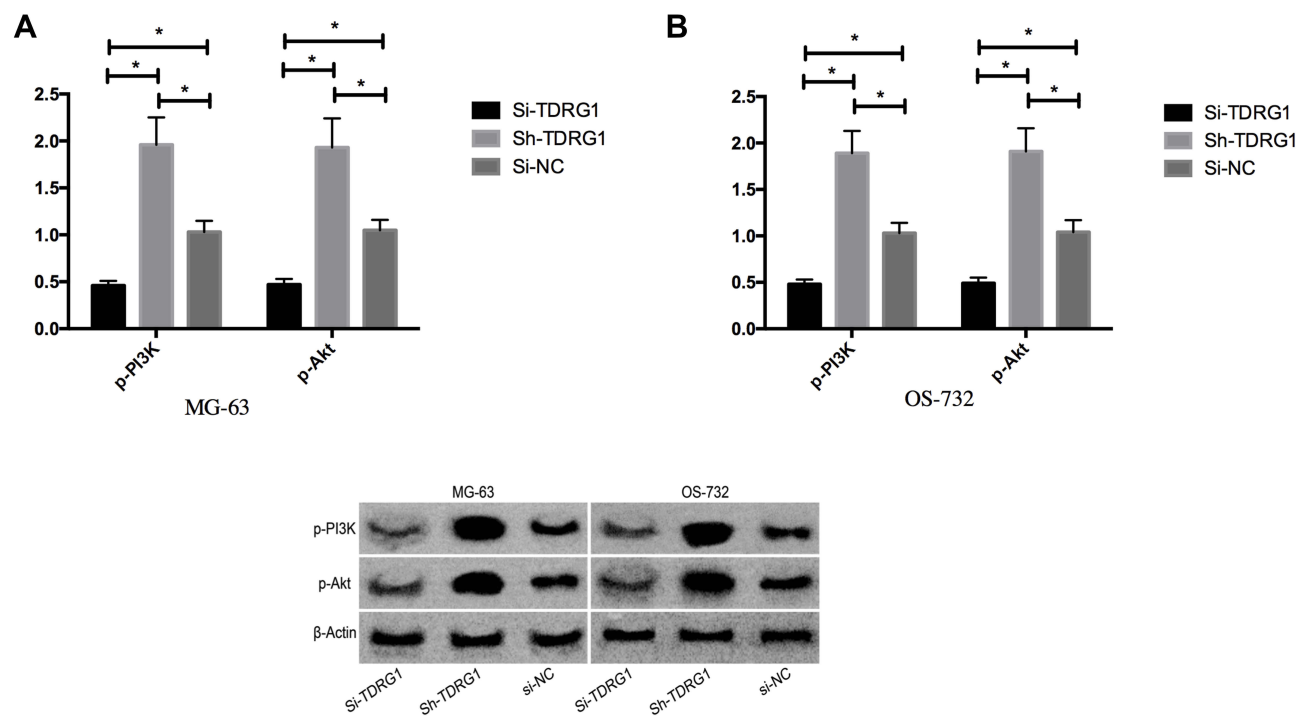 A
* *
* *
* *
2.5
2.0
1.5
1.0
0.5
0.0
p-PI3K
p-Akt
MG-63
Si-TDRG1
Sh-TDRG1
Si-NC
B
* *
* *
* *
2.5
2.0
1.5
1.0
0.5
0.0
p-PI3K
p-Akt
OS-732
Si-TDRG1
Sh-TDRG1
Si-NC
MG-63 OS-732
p-PI3K
p-Akt
β-Actin
Si-TDRG1 Sh-TDRG1 si-NC Si-TDRG1 Sh-TDRG1 si-NC